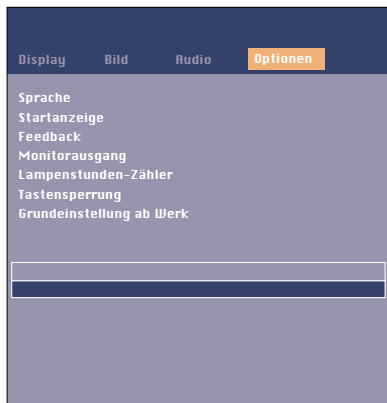 Display Bild Audio Optionen
Sprache
Startanzeige
Feedback
Monitorausgang
Lampenstunden-Zähler
Tastensperrung
Grundeinstellung ab Werk